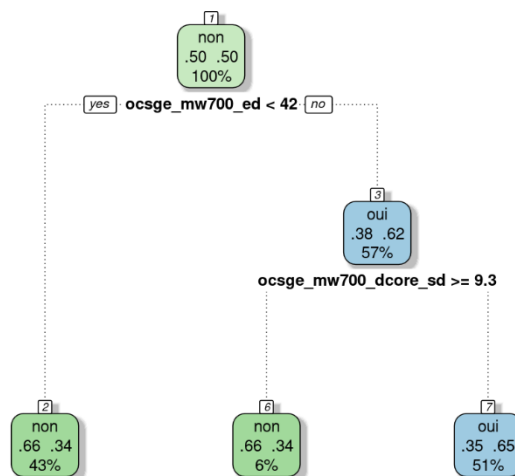 1
non
.50 .50
100%
yes ocsge_mw700_ed < 42 no
3
oui
.38 .62
57%
ocsge_mw700_dcore_sd >= 9.3
2
non
.66 .34
43%
6
non
.66 .34
6%
7
oui
.35 .65
51%